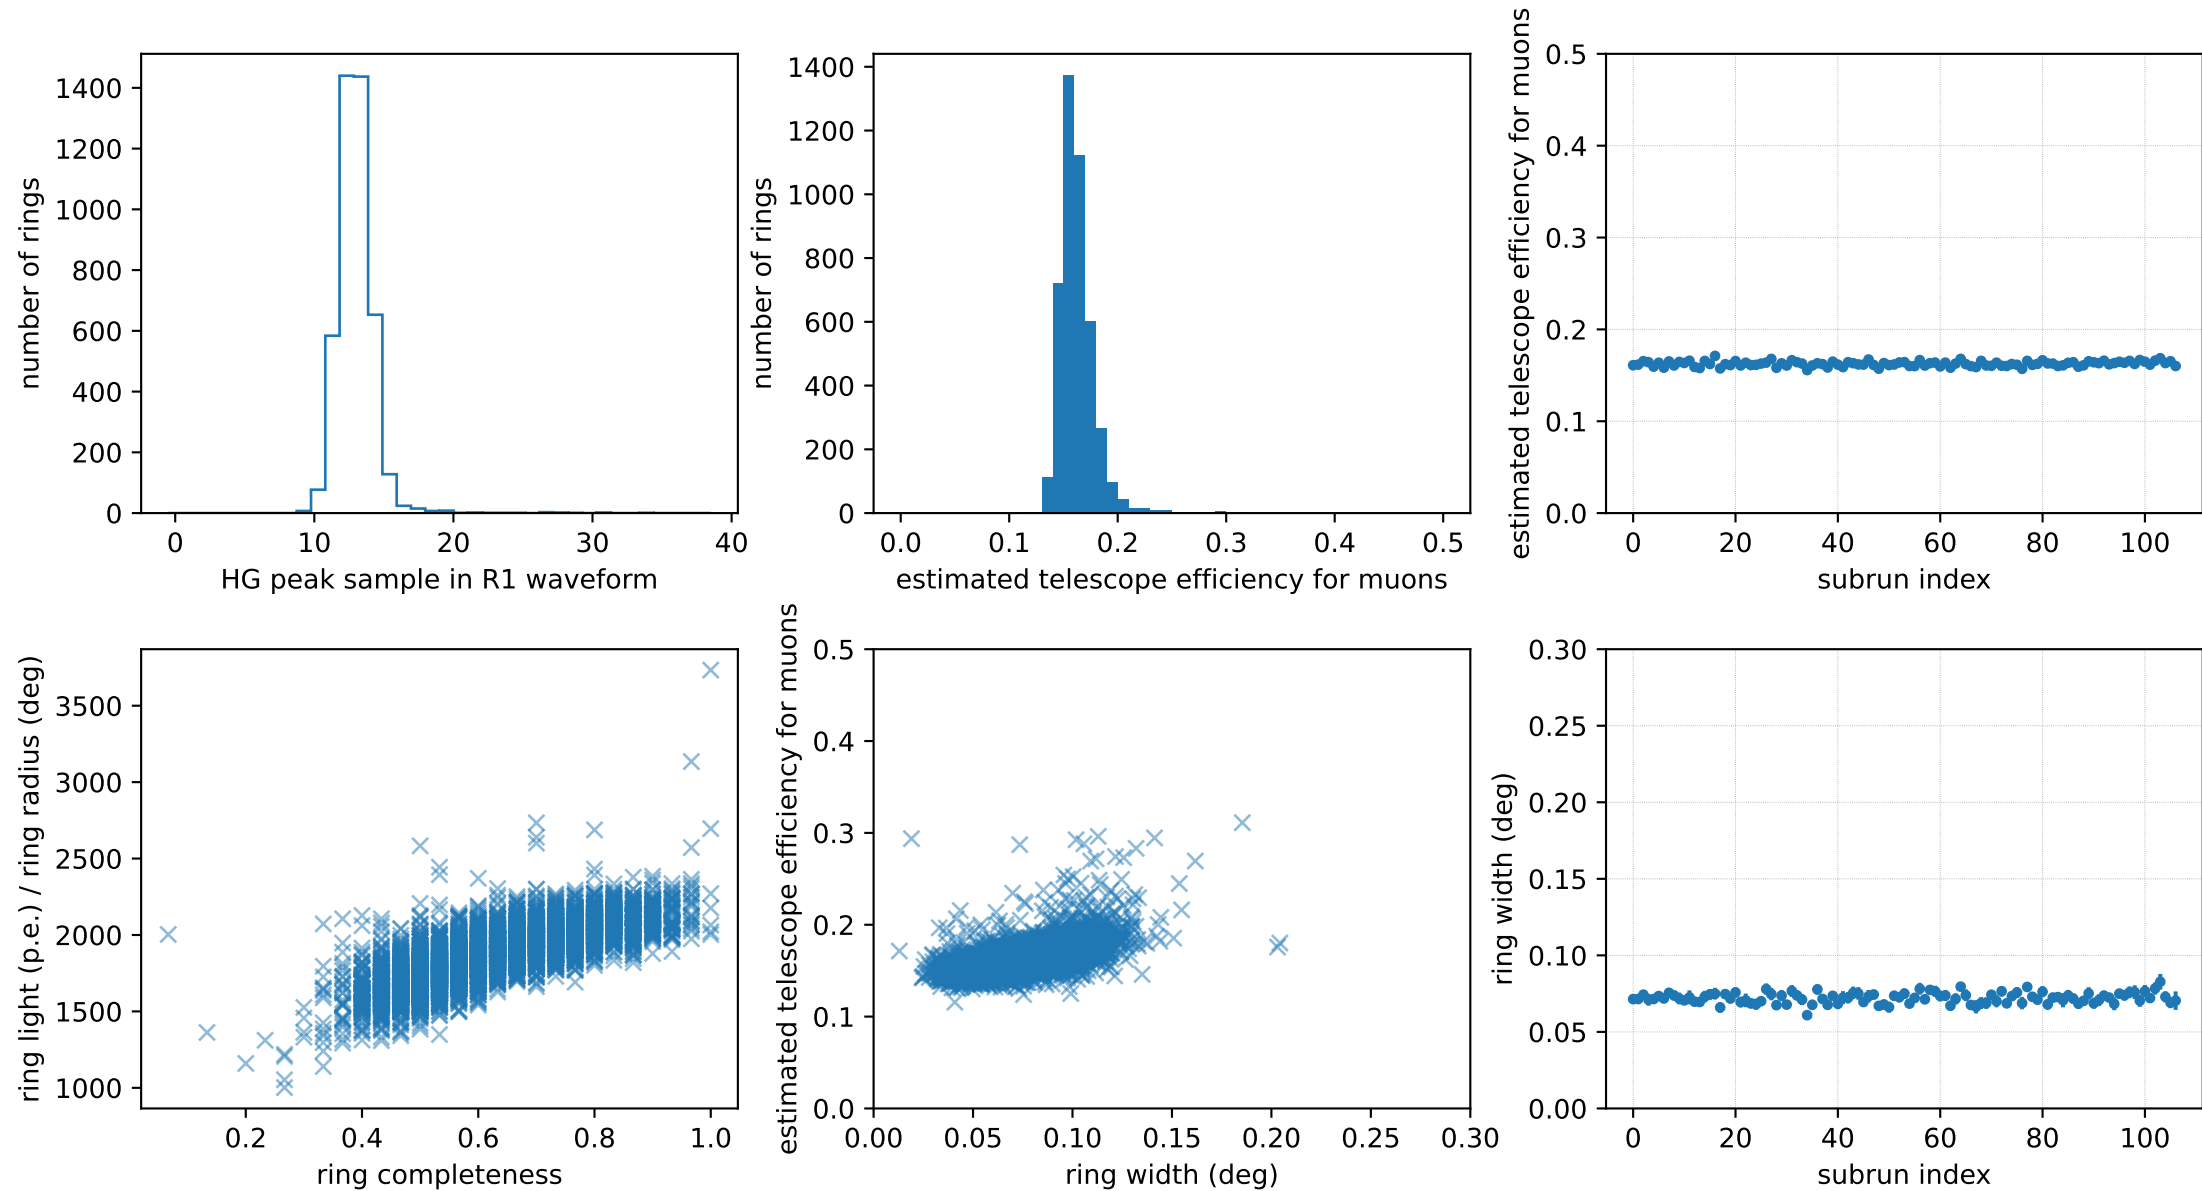 number of rings
1400
1200
1000
800
600
400
200
0
0 10 20 30 40
HG peak sample in R1 waveform
number of rings
1400
1200
1000
800
600
400
200
0
0.0 0.1 0.2 0.3 0.4 0.5
estimated telescope efficiency for muons
estimated telescope efficiency for muons
0.5
0.4
0.3
0.2
0.1
0.0
0 20 40 60 80 100
subrun index
ring light (p.e.) / ring radius (deg)
3500
3000
2500
2000
1500
1000
0.2 0.4 0.6 0.8 1.0
ring completeness
estimated telescope efficiency for muons
0.5
0.4
0.3
0.2
0.1
0.0
0.00 0.05 0.10 0.15 0.20 0.25 0.30
ring width (deg)
ring width (deg)
0.30
0.25
0.20
0.15
0.10
0.05
0.00
0 20 40 60 80 100
subrun index